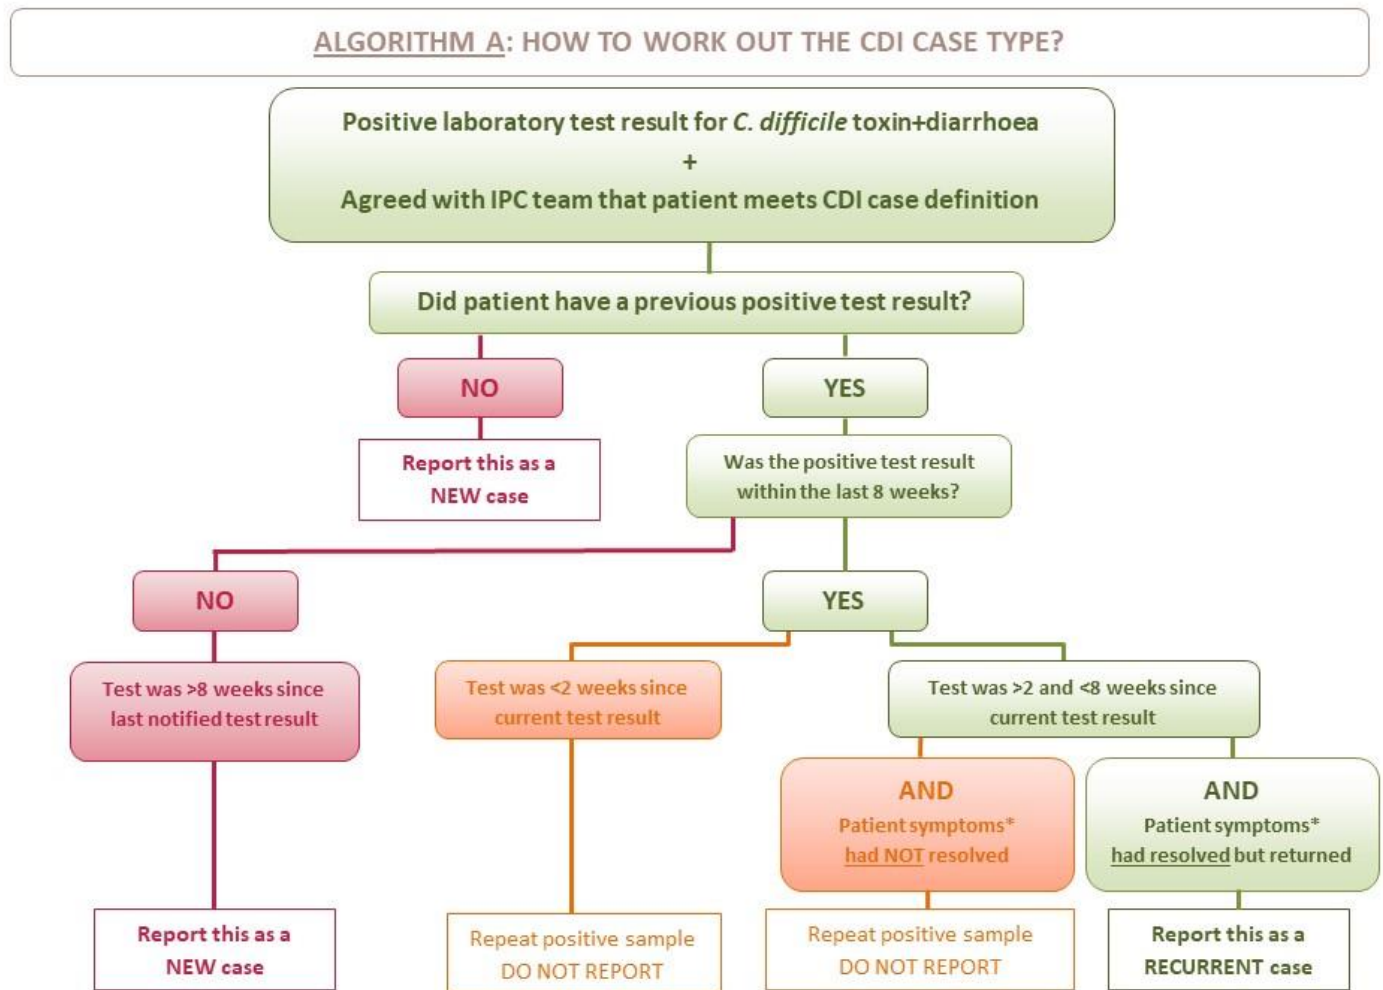 ALGORITHM A: HOW TO WORK OUT THE CDI CASE TYPE?
Positive laboratory test result for C. difficile toxin+diarrhoea
+
Agreed with IPC team that patient meets CDI case definition
Did patient have a previous positive test result?
NO
YES
Report this as a
NEW case
Was the positive test result
within the last 8 weeks?
NO
YES
Test was >8 weeks since
last notified test result
Test was <2 weeks since
current test result
Test was >2 and <8 weeks since
current test result
AND
Patient symptoms*
had NOT resolved
AND
Patient symptoms*
had resolved but returned
Report this as a
NEW case
Repeat positive sample
DO NOT REPORT
Repeat positive sample
DO NOT REPORT
Report this as a
RECURRENT case